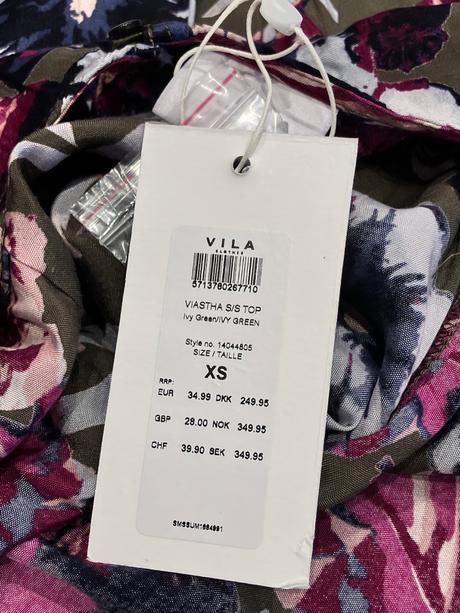 VILA
CLOTHES
5713780267710
VIASTHA S/S TOP
Ivy Green/IVY GREEN
Style no. 14044805
SIZE / TAILLE
XS
RRP:
EUR 34.99 DKK 249.95
GBP 28.00 NOK 349.95
CHF 39.90 SEK 349.95
SMSSUM1664991